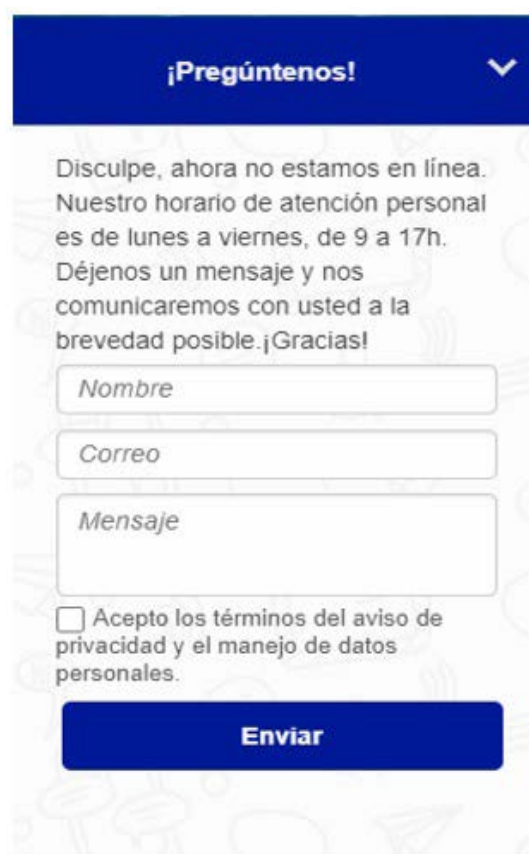 ¡Pregúntenos!
Disculpe, ahora no estamos en línea.
Nuestro horario de atención personal
es de lunes a viernes, de 9 a 17h.
Déjenos un mensaje y nos
comunicaremos con usted a la
brevedad posible.¡Gracias!
Nombre
Correo
Mensaje
Acepto los términos del aviso de
privacidad y el manejo de datos
personales.
Enviar